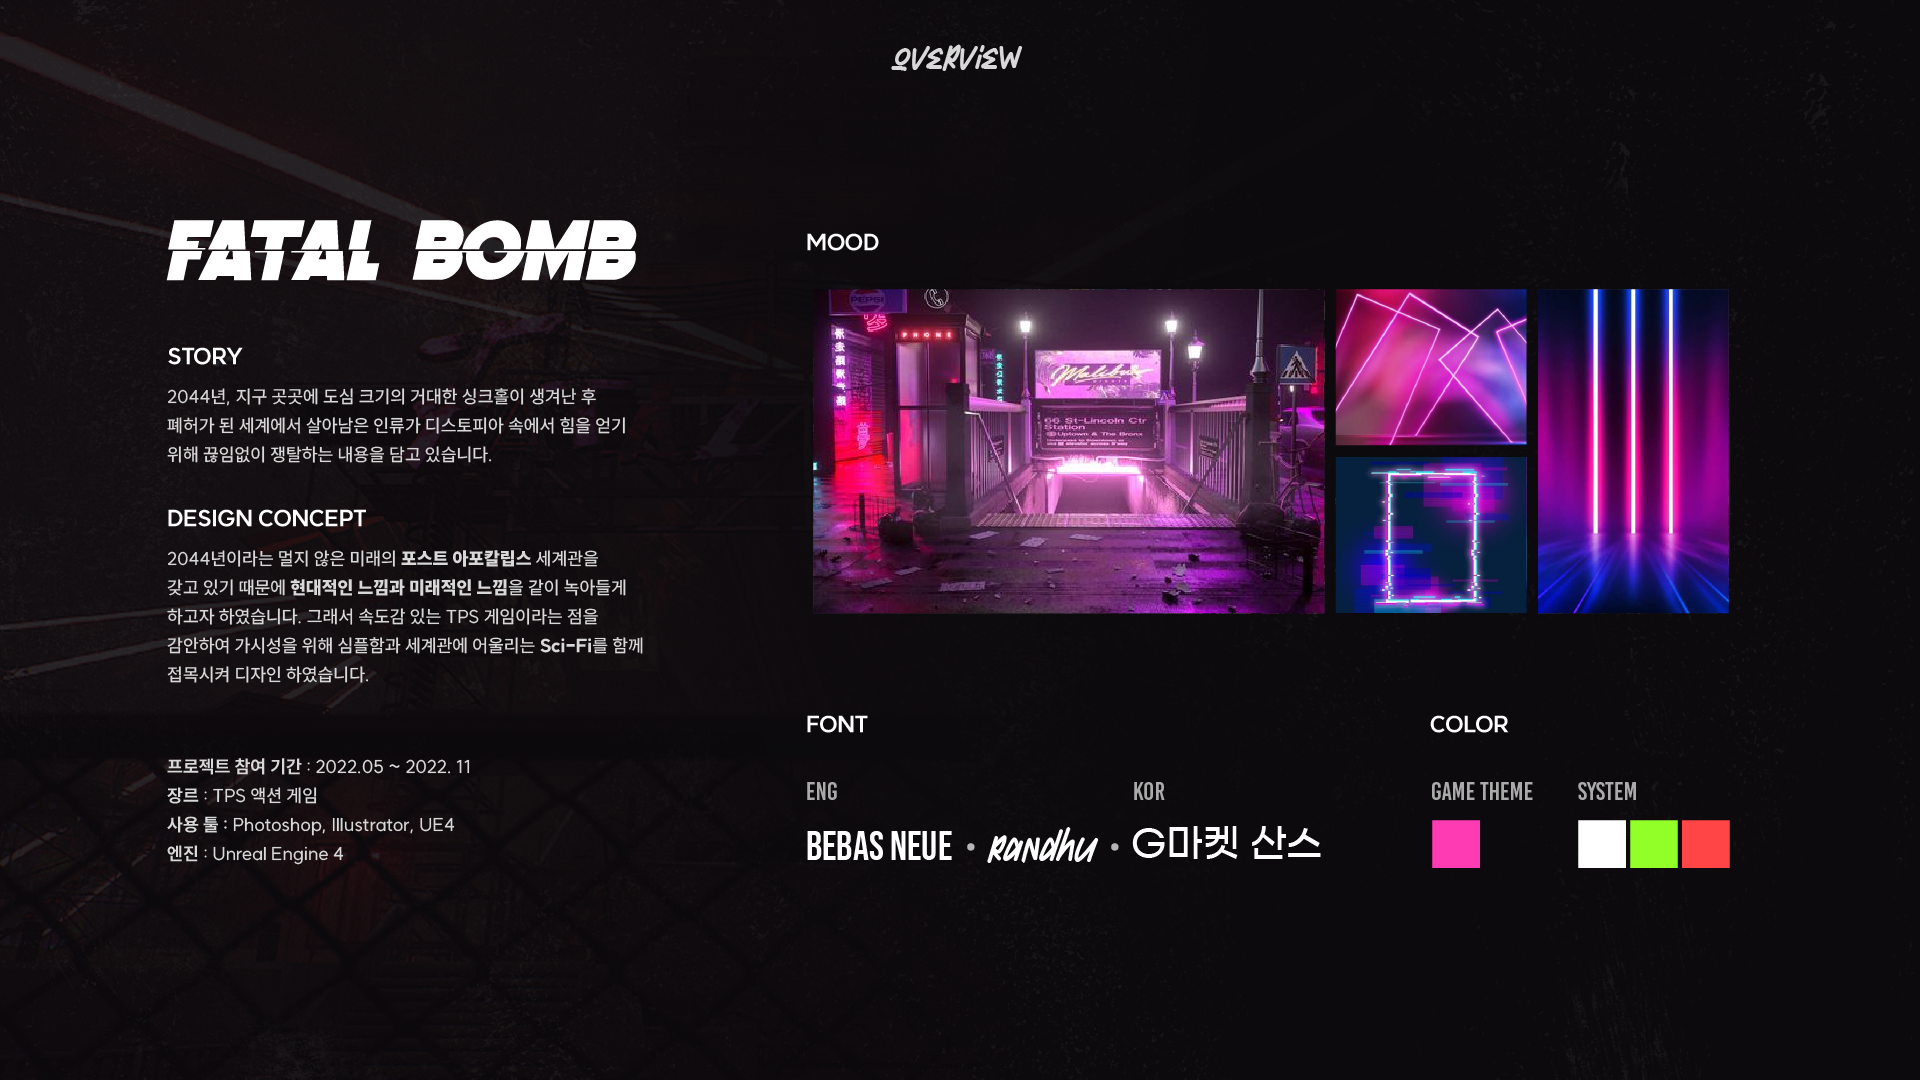 OVERVIEW
FATAL BOMB
STORY
2044년, 지구 곳곳에 도심 크기의 거대한 싱크홀이 생겨난 후
폐허가 된 세계에서 살아남은 인류가 디스토피아 속에서 힘을 얻기
위해 끊임없이 쟁탈하는 내용을 담고 있습니다.
DESIGN CONCEPT
2044년이라는 멀지 않은 미래의 포스트 아포칼립스 세계관을
갖고 있기 때문에 현대적인 느낌과 미래적인 느낌을 같이 녹아들게
하고자 하였습니다. 그래서 속도감 있는 TPS 게임이라는 점을
감안하여 가시성을 위해 심플함과 세계관에 어울리는 Sci-Fi를 함께
접목시켜 디자인 하였습니다.
프로젝트 참여 기간 : 2022.05 ~ 2022. 11
장르 : TPS 액션 게임
사용 툴 : Photoshop, Illustrator, UE4
엔진 : Unreal Engine 4
MOOD
PEPSI
PHONE
Malibu
66 St-Lincoln Ctr
Station
Uptown & The Bronx
FONT
ENG
KOR
BEBAS NEUE • Randhu • G마켓 산스
COLOR
GAME THEME
SYSTEM